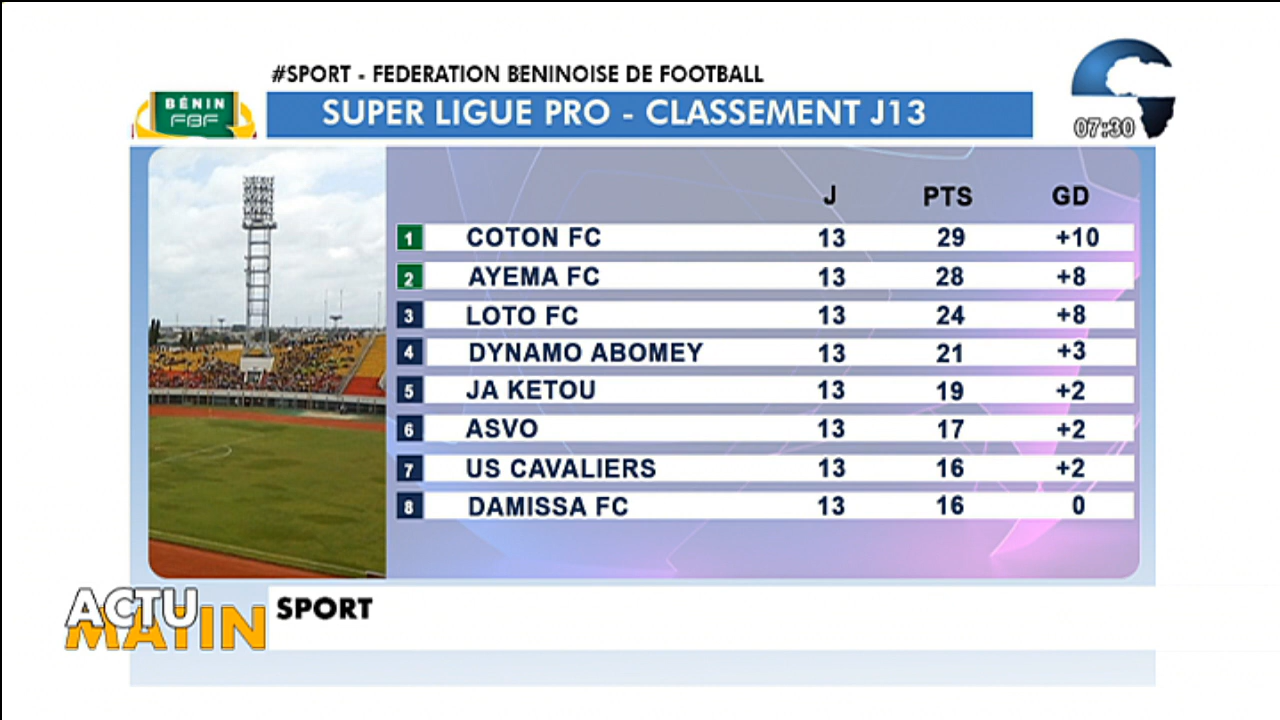 #SPORT - FEDERATION BENINOISE DE FOOTBALL
BÉNIN
FBF
SUPER LIGUE PRO - CLASSEMENT J13
07:30
J PTS GD
1 COTON FC 13 29 +10
2 AYEMA FC 13 28 +8
3 LOTO FC 13 24 +8
4 DYNAMO ABOMEY 13 21 +3
5 JA KETOU 13 19 +2
6 ASVO 13 17 +2
7 US CAVALIERS 13 16 +2
8 DAMISSA FC 13 16 0
ACTU
MATIN
SPORT